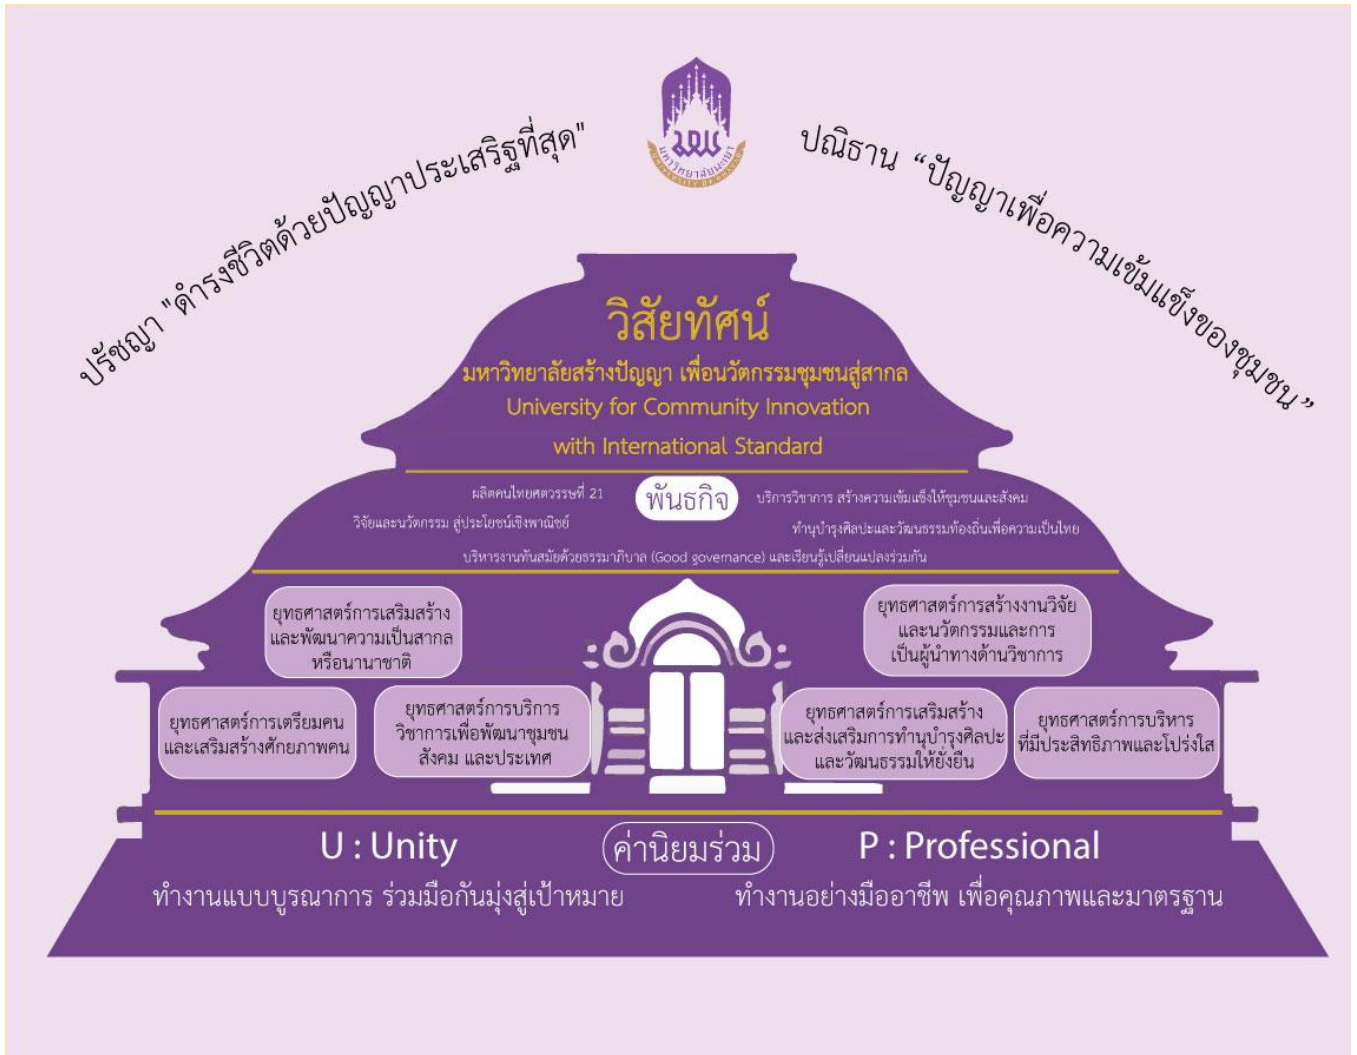 ปรัชญา "ดำรงชีวิตด้วยปัญญาประเสริฐที่สุด"
ปณิธาน “ปัญญาเพื่อความเข้มแข็งของชุมชน”
มหาวิทยาลัยพะเยา
UNIVERSITY OF PHAYAO
วิสัยทัศน์
มหาวิทยาลัยสร้างปัญญา เพื่อนวัตกรรมชุมชนสู่สากล
University for Community Innovation
with International Standard
พันธกิจ
ผลิตคนไทยศตวรรษที่ 21
บริการวิชาการ สร้างความเข้มแข็งให้ชุมชนและสังคม
วิจัยและนวัตกรรม สู่ประโยชน์เชิงพาณิชย์
ทำนุบำรุงศิลปะและวัฒนธรรมท้องถิ่นเพื่อความเป็นไทย
บริหารงานทันสมัยด้วยธรรมาภิบาล (Good governance) และเรียนรู้เปลี่ยนแปลงร่วมกัน
ยุทธศาสตร์การเสริมสร้าง
และพัฒนาความเป็นสากล
หรือนานาชาติ
ยุทธศาสตร์การสร้างงานวิจัย
และนวัตกรรมและการ
เป็นผู้นำทางด้านวิชาการ
ยุทธศาสตร์การเตรียมคน
และเสริมสร้างศักยภาพคน
ยุทธศาสตร์การบริการ
วิชาการเพื่อพัฒนาชุมชน
สังคม และประเทศ
ยุทธศาสตร์การเสริมสร้าง
และส่งเสริมการทำนุบำรุงศิลปะ
และวัฒนธรรมให้ยั่งยืน
ยุทธศาสตร์การบริหาร
ที่มีประสิทธิภาพและโปร่งใส
U : Unity
ค่านิยมร่วม
P : Professional
ทำงานแบบบูรณาการ ร่วมมือกันมุ่งสู่เป้าหมาย
ทำงานอย่างมืออาชีพ เพื่อคุณภาพและมาตรฐาน